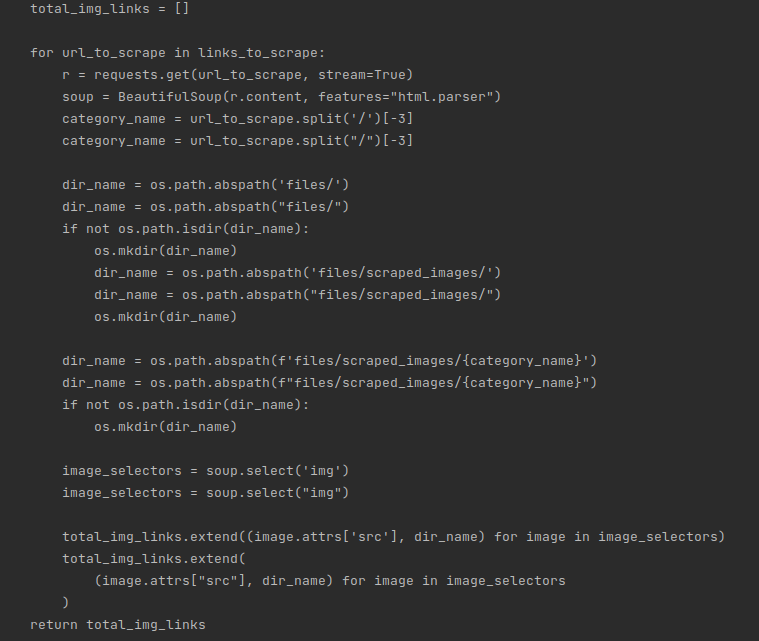 total_img_links = []
for url_to_scrape in links_to_scrape:
    r = requests.get(url_to_scrape, stream=True)
    soup = BeautifulSoup(r.content, features="html.parser")
    category_name = url_to_scrape.split('/')[-3]
    category_name = url_to_scrape.split("/")[-3]
    dir_name = os.path.abspath('files/')
    dir_name = os.path.abspath("files/")
    if not os.path.isdir(dir_name):
        os.mkdir(dir_name)
        dir_name = os.path.abspath('files/scraped_images/')
        dir_name = os.path.abspath("files/scraped_images/")
        os.mkdir(dir_name)
    dir_name = os.path.abspath(f'files/scraped_images/{category_name}')
    dir_name = os.path.abspath(f"files/scraped_images/{category_name}")
    if not os.path.isdir(dir_name):
        os.mkdir(dir_name)
    image_selectors = soup.select('img')
    image_selectors = soup.select("img")
    total_img_links.extend((image.attrs['src'], dir_name) for image in image_selectors)
    total_img_links.extend(
        (image.attrs["src"], dir_name) for image in image_selectors
    )
return total_img_links